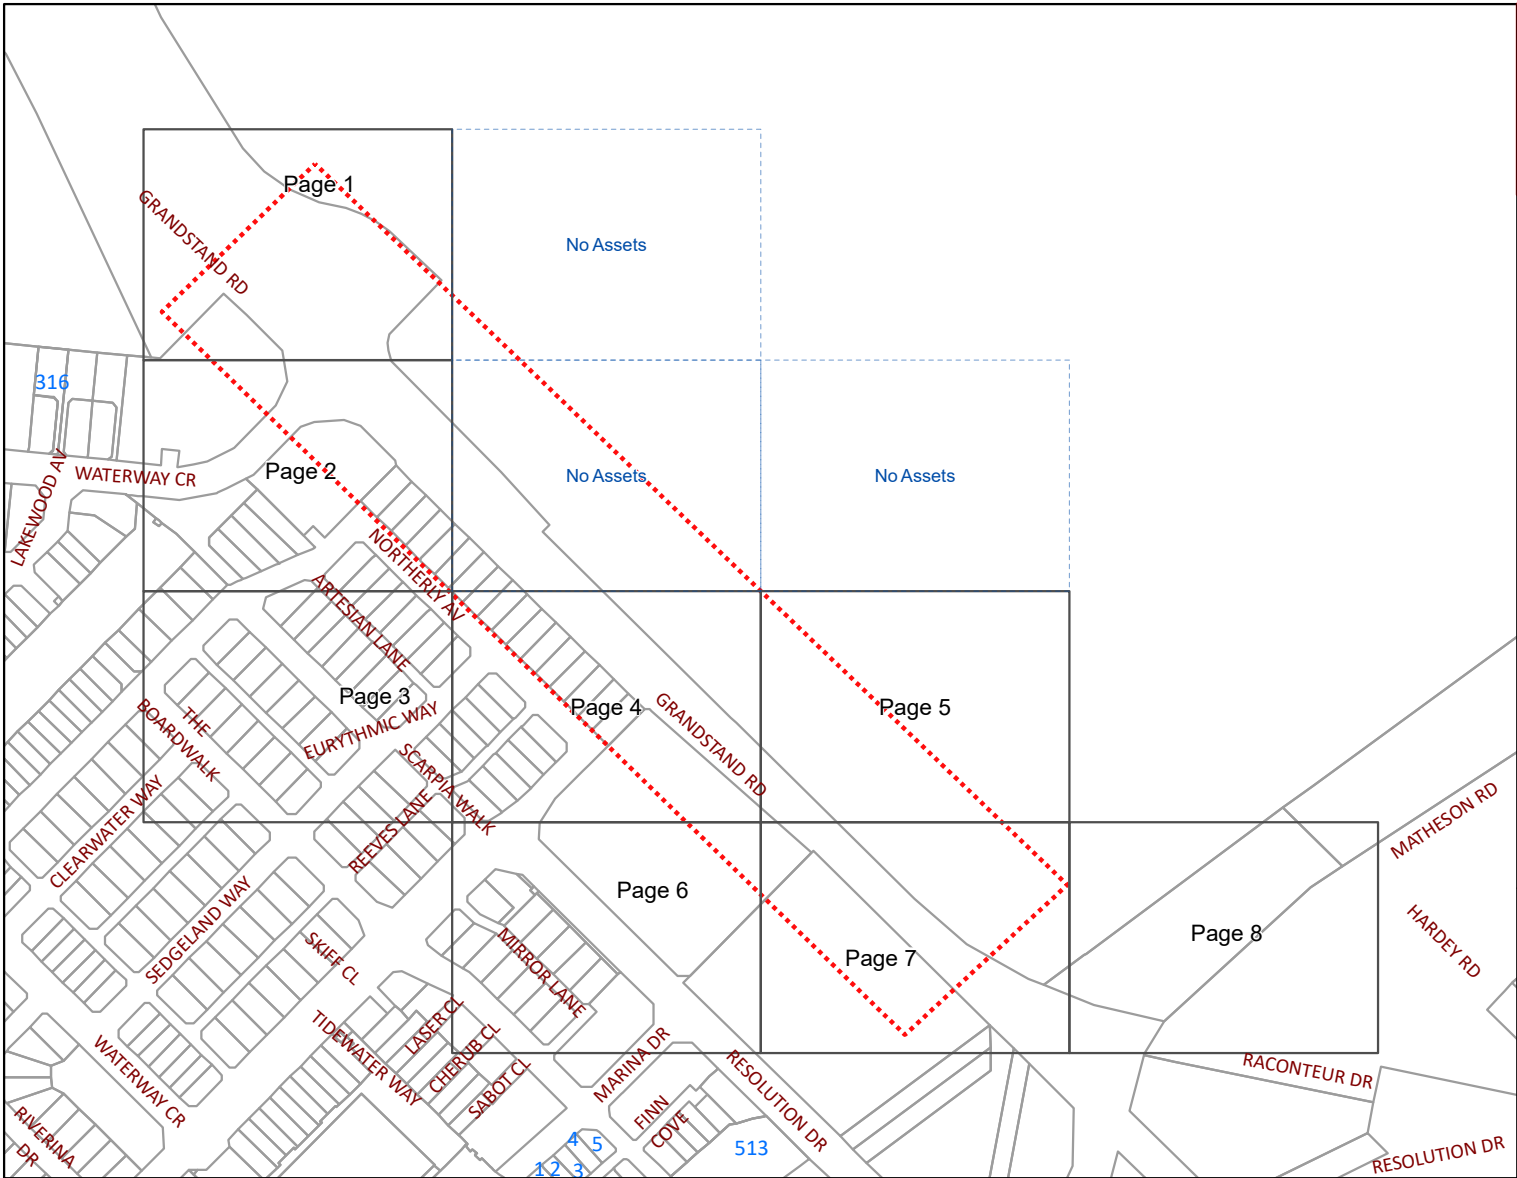 Page 1
GRANDSTAND RD
No Assets
316
Page 2
WATERWAY CR
LAKEWOOD AV
No Assets
No Assets
NORTHERLY AV
ARTESIAN LANE
Page 3
EURYTHMIC WAY
THE
BOARDWALK
Page 4
GRANDSTAND RD
Page 5
SCARPIA WALK
REEVES LANE
CLEARWATER WAY
MATHESON RD
Page 6
SEDGELAND WAY
SKIFF CL
MIRROR LANE
Page 7
Page 8
HARDEY RD
LASER CL
CHERUB CL
SABOT CL
TIDEWATER WAY
WATERWAY CR
MARINA DR
RESOLUTION DR
RACONTEUR DR
FINN
COVE
RIVERINA
DR
4
5
513
1
2
3
RESOLUTION DR